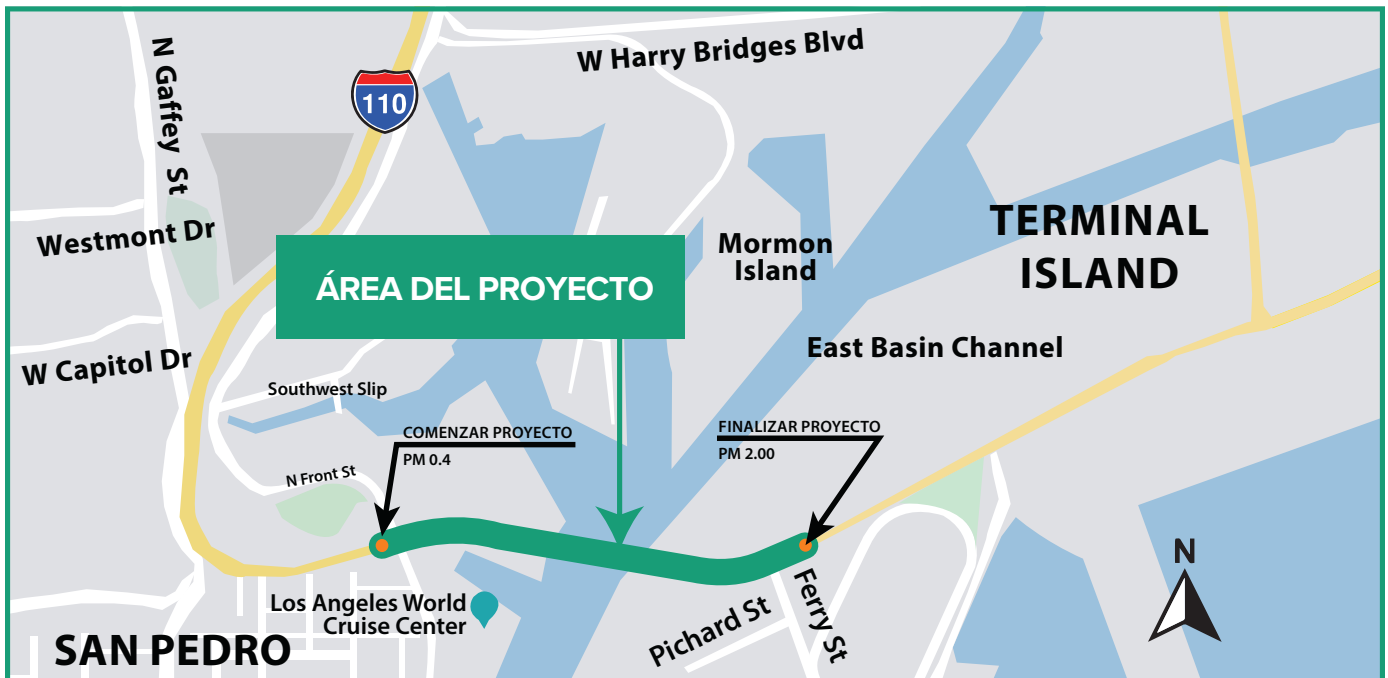 W Harry Bridges Blvd
N Gaffey St
110
Westmont Dr
TERMINAL
ISLAND
Mormon
Island
ÁREA DEL PROYECTO
East Basin Channel
W Capitol Dr
Southwest Slip
COMENZAR PROYECTO
PM 0.4
FINALIZAR PROYECTO
PM 2.00
N Front St
N
Los Angeles World
Cruise Center
Pichard St
Ferry St
SAN PEDRO